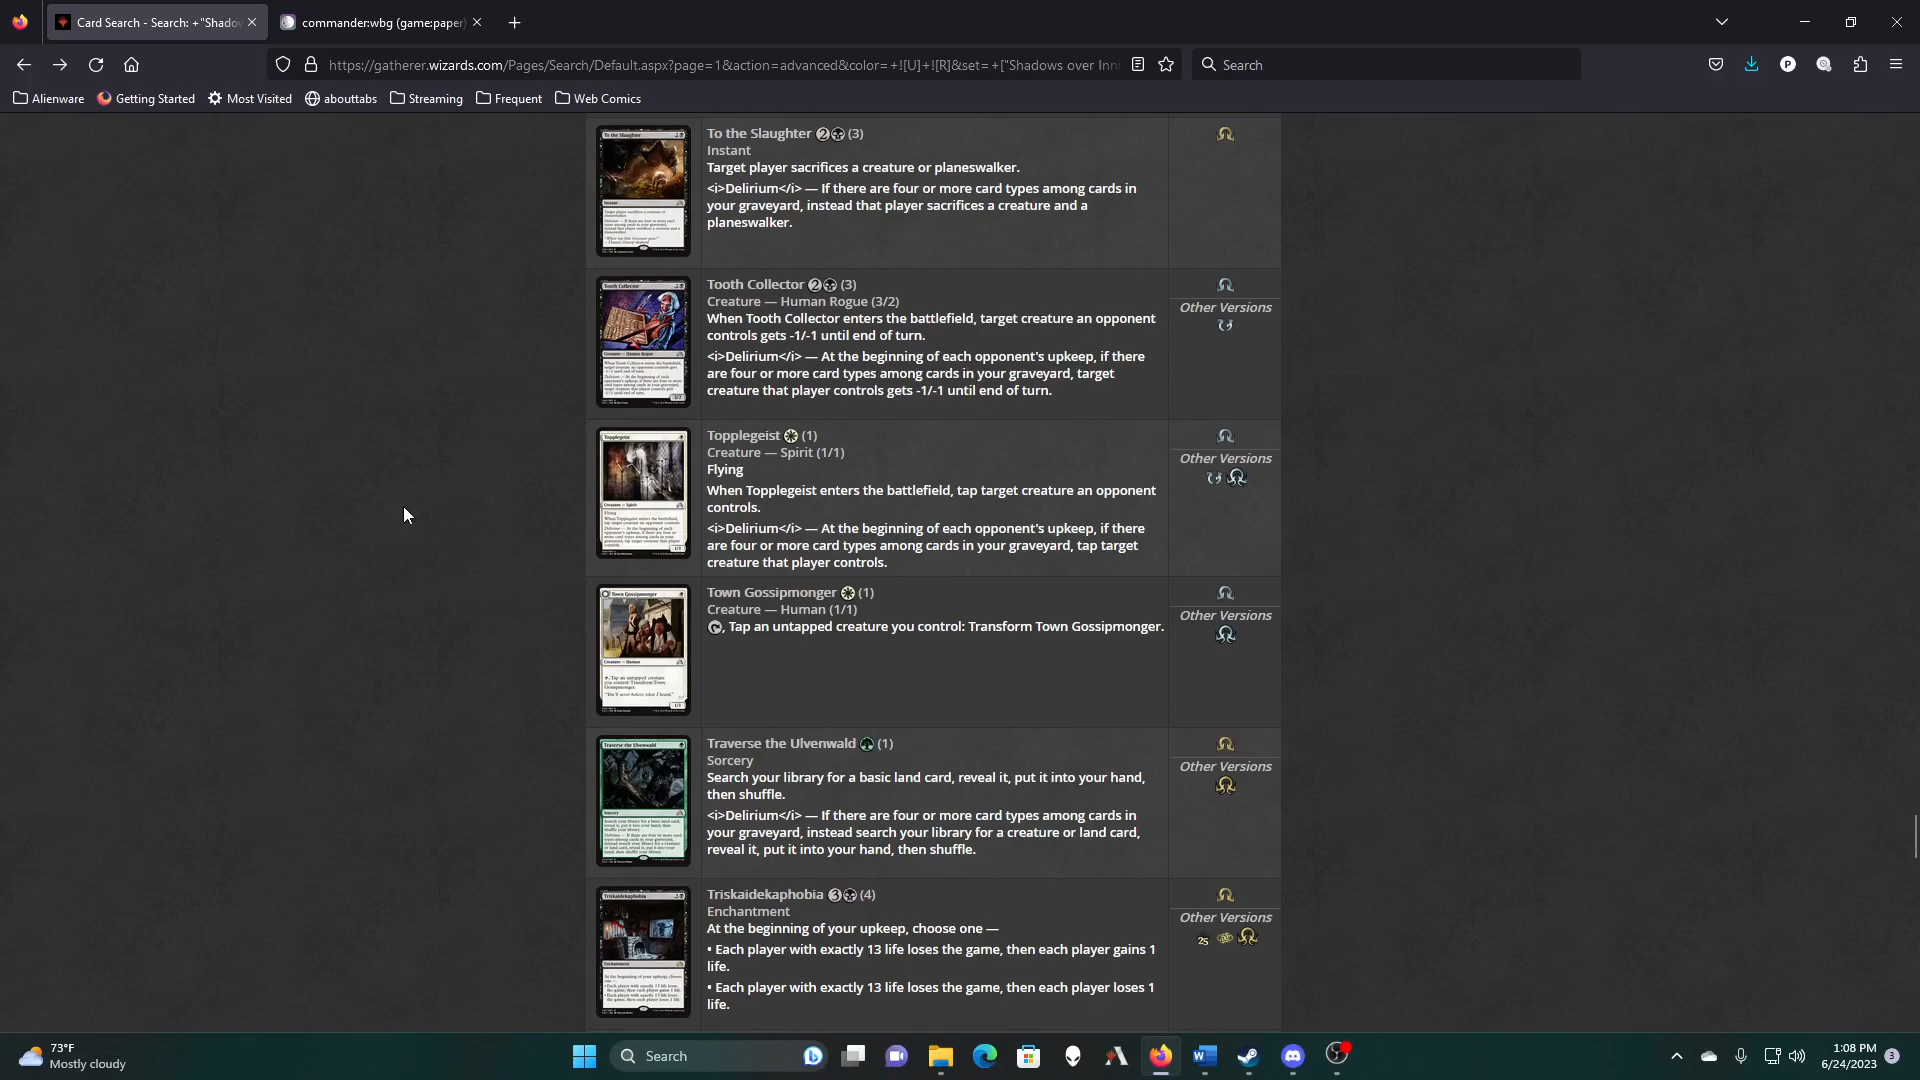 Card Search - Search: +"Shadov
commander:wbg (game:paper)
https://gatherer.wizards.com/Pages/Search/Default.aspx?page=1&action=advanced&color=+![U]+![R]&set=+["Shadows over Inni
Search
Alienware
Getting Started
Most Visited
abouttabs
Streaming
Frequent
Web Comics
To the Slaughter 2 (3)
Instant
Target player sacrifices a creature or planeswalker.
<i>Delirium</i> — If there are four or more card types among cards in
your graveyard, instead that player sacrifices a creature and a
planeswalker.
Tooth Collector 2 (3)
Creature — Human Rogue (3/2)
When Tooth Collector enters the battlefield, target creature an opponent
controls gets -1/-1 until end of turn.
<i>Delirium</i> — At the beginning of each opponent's upkeep, if there
are four or more card types among cards in your graveyard, target
creature that player controls gets -1/-1 until end of turn.
Other Versions
Topplegeist (1)
Creature — Spirit (1/1)
Flying
When Topplegeist enters the battlefield, tap target creature an opponent
controls.
<i>Delirium</i> — At the beginning of each opponent's upkeep, if there
are four or more card types among cards in your graveyard, tap target
creature that player controls.
Other Versions
Town Gossipmonger (1)
Creature — Human (1/1)
, Tap an untapped creature you control: Transform Town Gossipmonger.
Other Versions
Traverse the Ulvenwald (1)
Sorcery
Search your library for a basic land card, reveal it, put it into your hand,
then shuffle.
<i>Delirium</i> — If there are four or more card types among cards in
your graveyard, instead search your library for a creature or land card,
reveal it, put it into your hand, then shuffle.
Other Versions
Triskaidekaphobia 3 (4)
Enchantment
At the beginning of your upkeep, choose one —
• Each player with exactly 13 life loses the game, then each player gains 1
life.
• Each player with exactly 13 life loses the game, then each player loses 1
life.
Other Versions
25
73°F
Mostly cloudy
Search
1:08 PM
6/24/2023
3